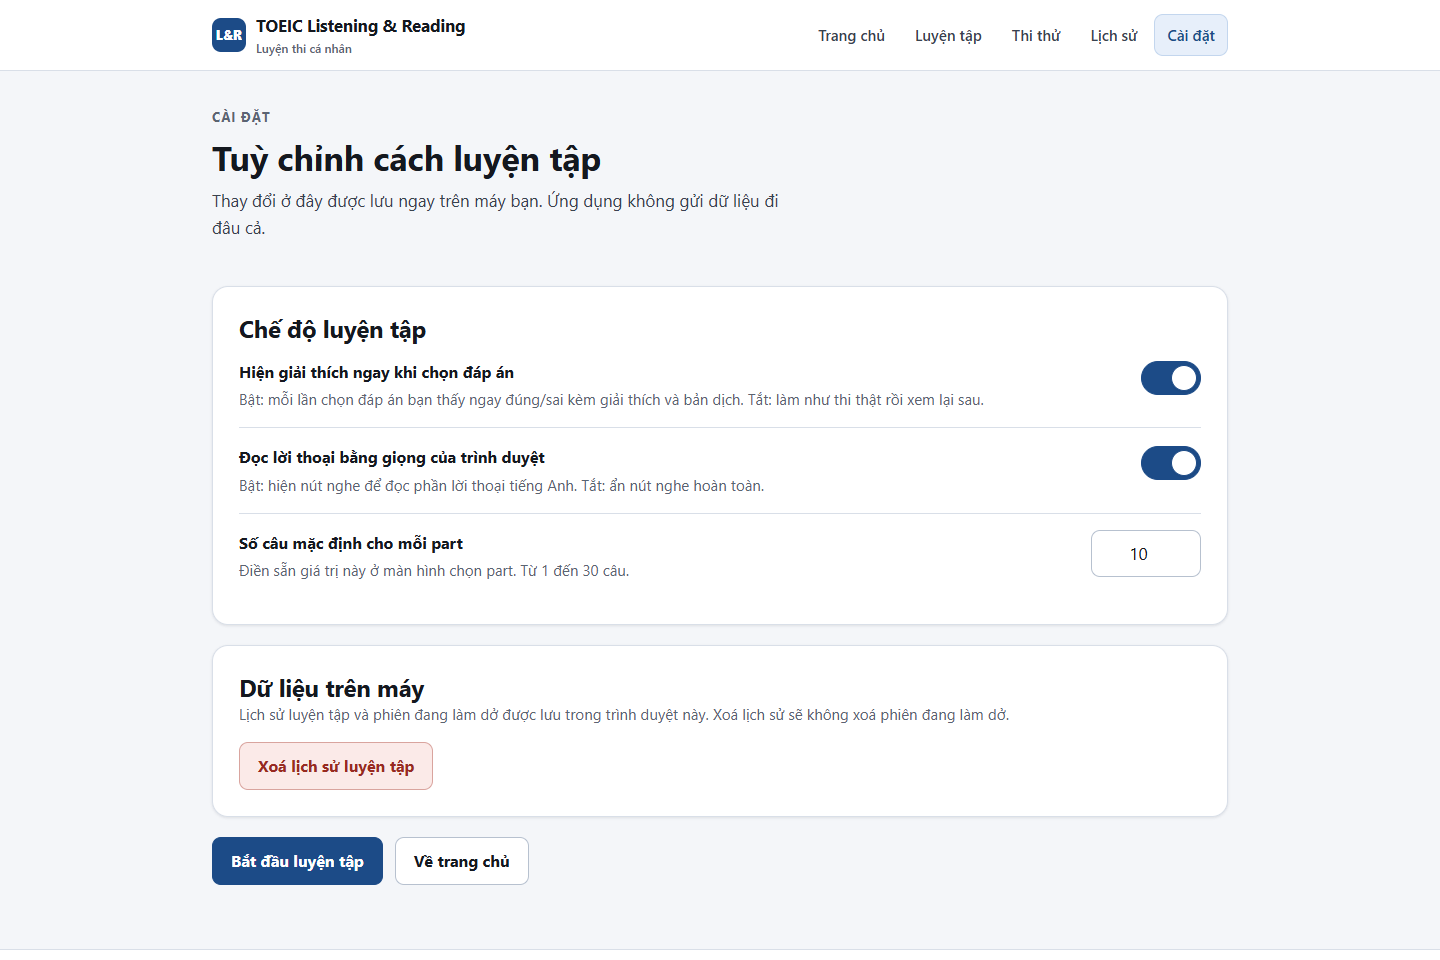 L&R
TOEIC Listening & Reading
Luyện thi cá nhân
Trang chủ
Luyện tập
Thi thử
Lịch sử
Cài đặt
CÀI ĐẶT
Tuỳ chỉnh cách luyện tập
Thay đổi ở đây được lưu ngay trên máy bạn. Ứng dụng không gửi dữ liệu đi
đâu cả.
Chế độ luyện tập
Hiện giải thích ngay khi chọn đáp án
Bật: mỗi lần chọn đáp án bạn thấy ngay đúng/sai kèm giải thích và bản dịch. Tắt: làm như thi thật rồi xem lại sau.
Đọc lời thoại bằng giọng của trình duyệt
Bật: hiện nút nghe để đọc phần lời thoại tiếng Anh. Tắt: ẩn nút nghe hoàn toàn.
Số câu mặc định cho mỗi part
Điền sẵn giá trị này ở màn hình chọn part. Từ 1 đến 30 câu.
10
Dữ liệu trên máy
Lịch sử luyện tập và phiên đang làm dở được lưu trong trình duyệt này. Xoá lịch sử sẽ không xoá phiên đang làm dở.
Xoá lịch sử luyện tập
Bắt đầu luyện tập
Về trang chủ